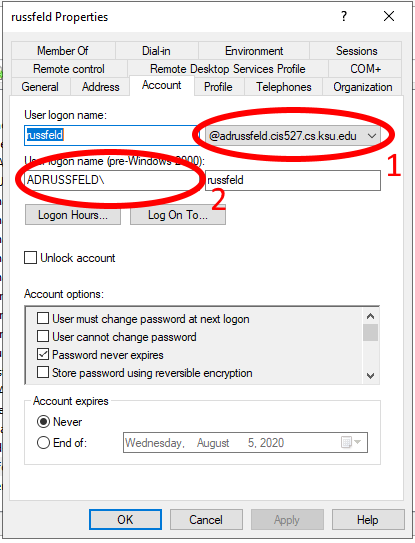 russfeld Properties
Member Of Dial-in Environment Sessions
Remote control Remote Desktop Services Profile COM+
General Address Account Profile Telephones Organization
User logon name:
russfeld @adrussfeld.cis527.cs.ksu.edu
1
User logon name (pre-Windows 2000):
ADRUSSFELD\ russfeld
2
Logon Hours... Log On To...
Unlock account
Account options:
User must change password at next logon
User cannot change password
Password never expires
Store password using reversible encryption
Account expires
Never
End of: Wednesday, August 5, 2020
OK Cancel Apply Help